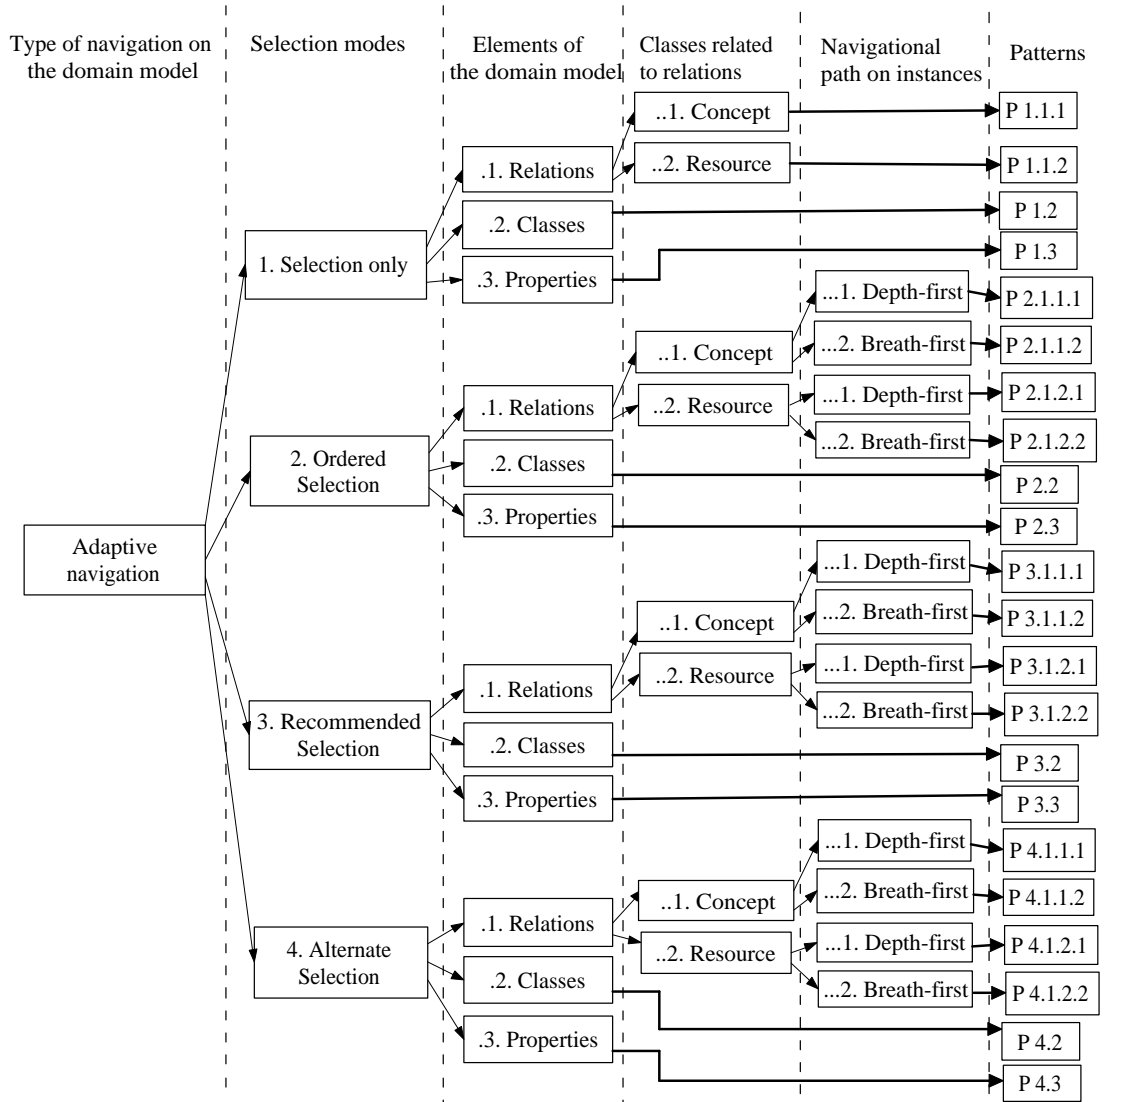 Type of navigation on
the domain model
Selection modes
Elements of
the domain model
Classes related
to relations
Navigational
path on instances
Patterns
..1. Concept
P 1.1.1
.1. Relations
..2. Resource
P 1.1.2
.2. Classes
P 1.2
1. Selection only
.3. Properties
P 1.3
...1. Depth-first
P 2.1.1.1
..1. Concept
...2. Breath-first
P 2.1.1.2
.1. Relations
..2. Resource
...1. Depth-first
P 2.1.2.1
...2. Breath-first
P 2.1.2.2
2. Ordered
Selection
.2. Classes
P 2.2
.3. Properties
P 2.3
Adaptive
navigation
...1. Depth-first
P 3.1.1.1
..1. Concept
...2. Breath-first
P 3.1.1.2
.1. Relations
..2. Resource
...1. Depth-first
P 3.1.2.1
...2. Breath-first
P 3.1.2.2
3. Recommended
Selection
.2. Classes
P 3.2
.3. Properties
P 3.3
...1. Depth-first
P 4.1.1.1
..1. Concept
...2. Breath-first
P 4.1.1.2
.1. Relations
..2. Resource
...1. Depth-first
P 4.1.2.1
4. Alternate
Selection
.2. Classes
...2. Breath-first
P 4.1.2.2
.3. Properties
P 4.2
P 4.3